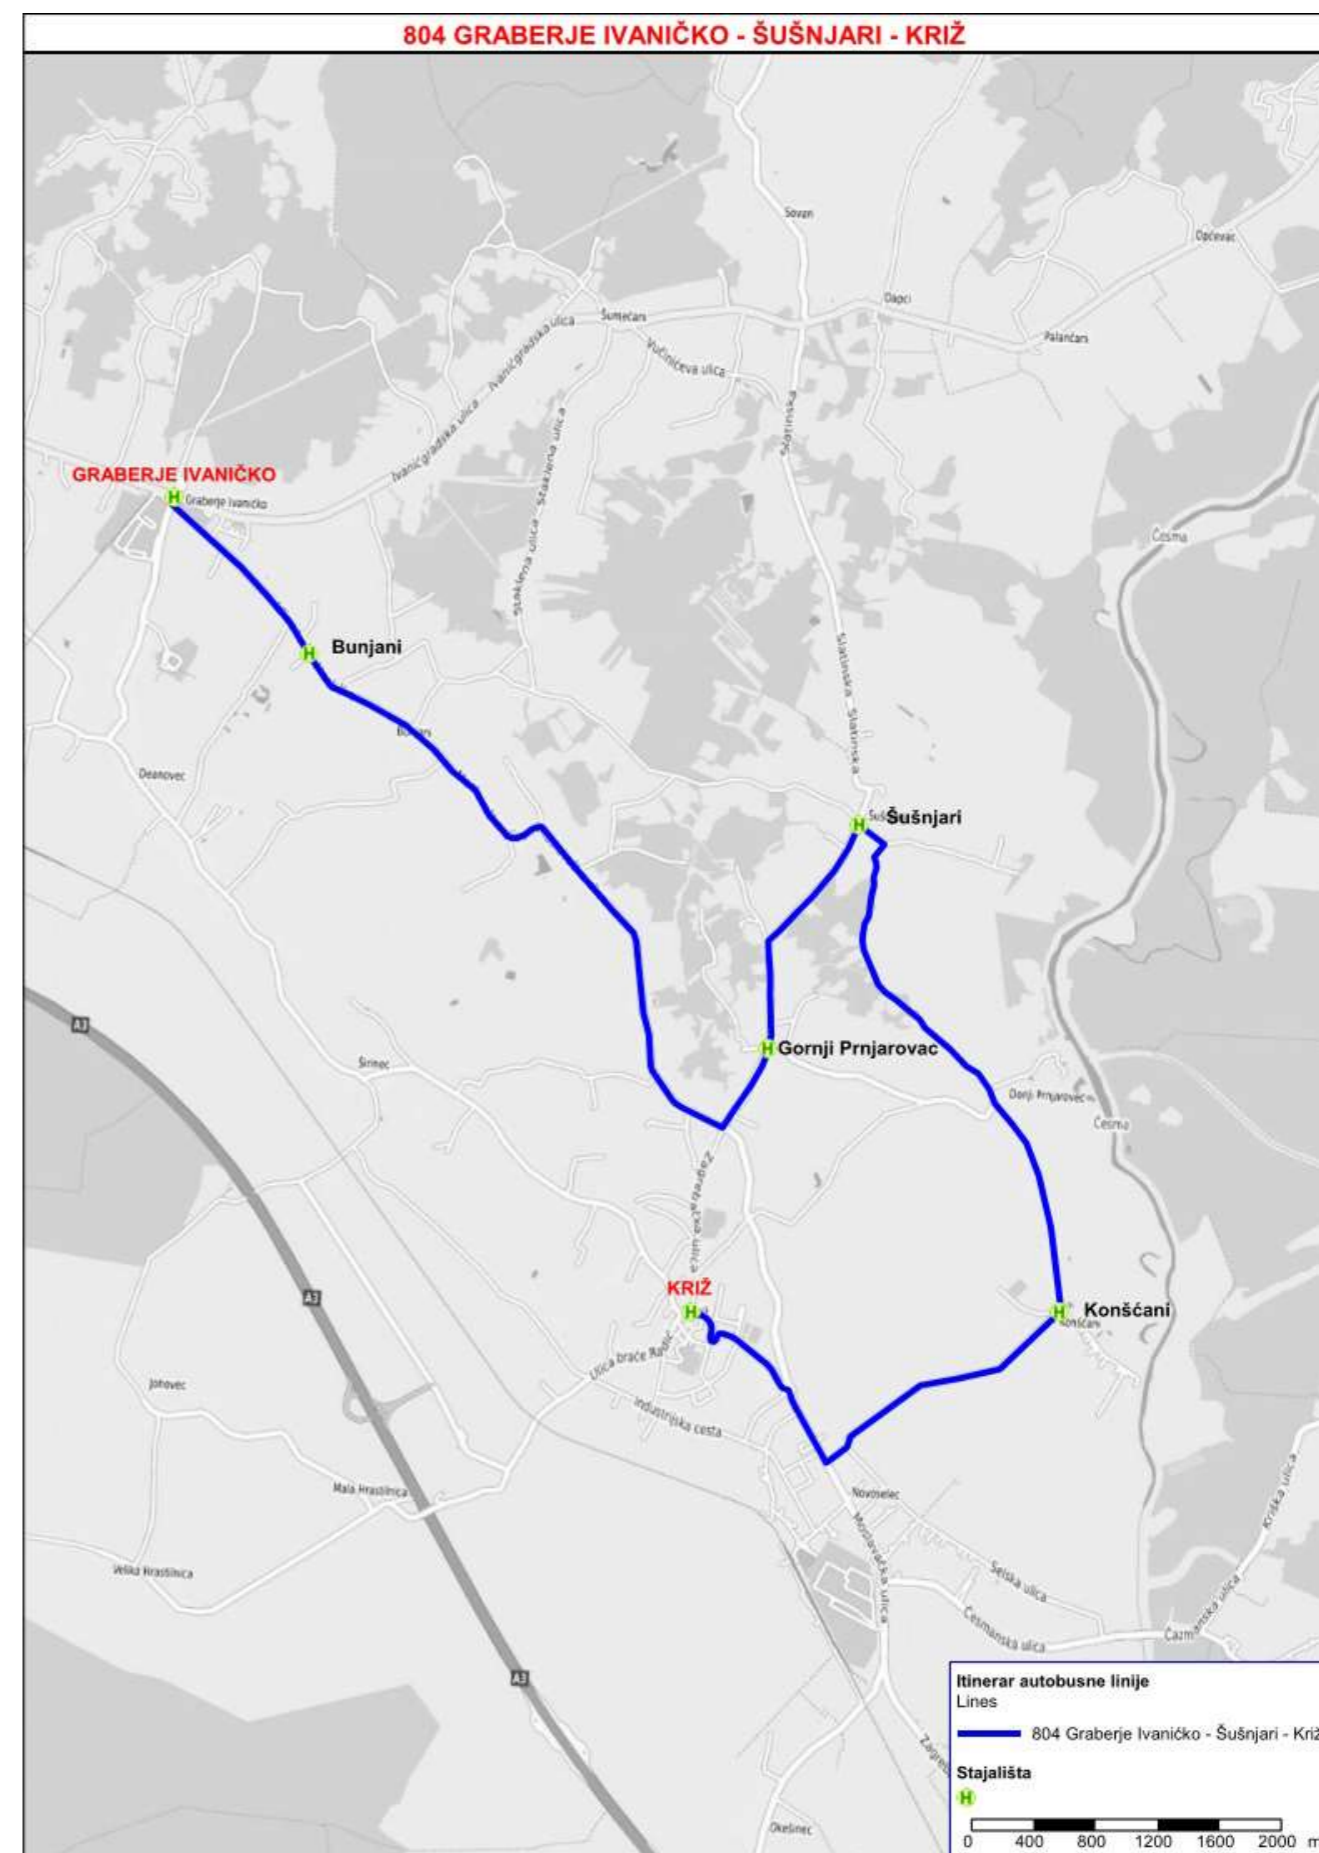 804 GRABERJE IVANIČKO - ŠUŠNJARI - KRIŽ
Sovari
Opčevac
Dapci
Šumećani
Ivanićgradska ulica
Palančani
Vučinićeva ulica
Slatinska
Ivanićgradska ulica
Staklena ulica
GRABERJE IVANIČKO
H
Graberje Ivaničko
Staklena ulica
Česma
H
Bunjani
Slatinska
Slatinska
Deanovec
H
Šušnjari
A3
H
Gornji Prnjarovac
Širinec
Donji Prnjarovec
Česma
Zagrebačka ulica
KRIŽ
H
A3
H
Konšćani
Konšćani
Ulica braće Radić
Johovec
Industrijska cesta
Mala Hrastilnica
Novoselec
Kriška ulica
Moslavačka ulica
Velika Hrastilnica
Selska ulica
Česmanska ulica
Čazmanska ulica
A3
Itinerar autobusne linije
Lines
804 Graberje Ivaničko - Šušnjari - Križ
Stajališta
H
Okešinec
0 400 800 1200 1600 2000 m